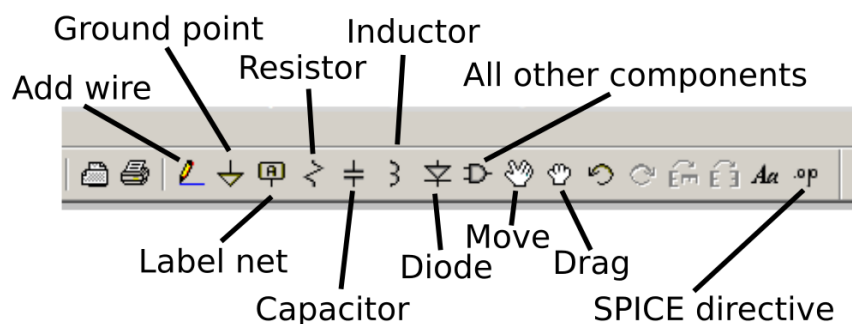 Ground point
Inductor
Resistor
All other components
Add wire
A
Aa
.op
Label net
Move
Diode
Drag
Capacitor
SPICE directive